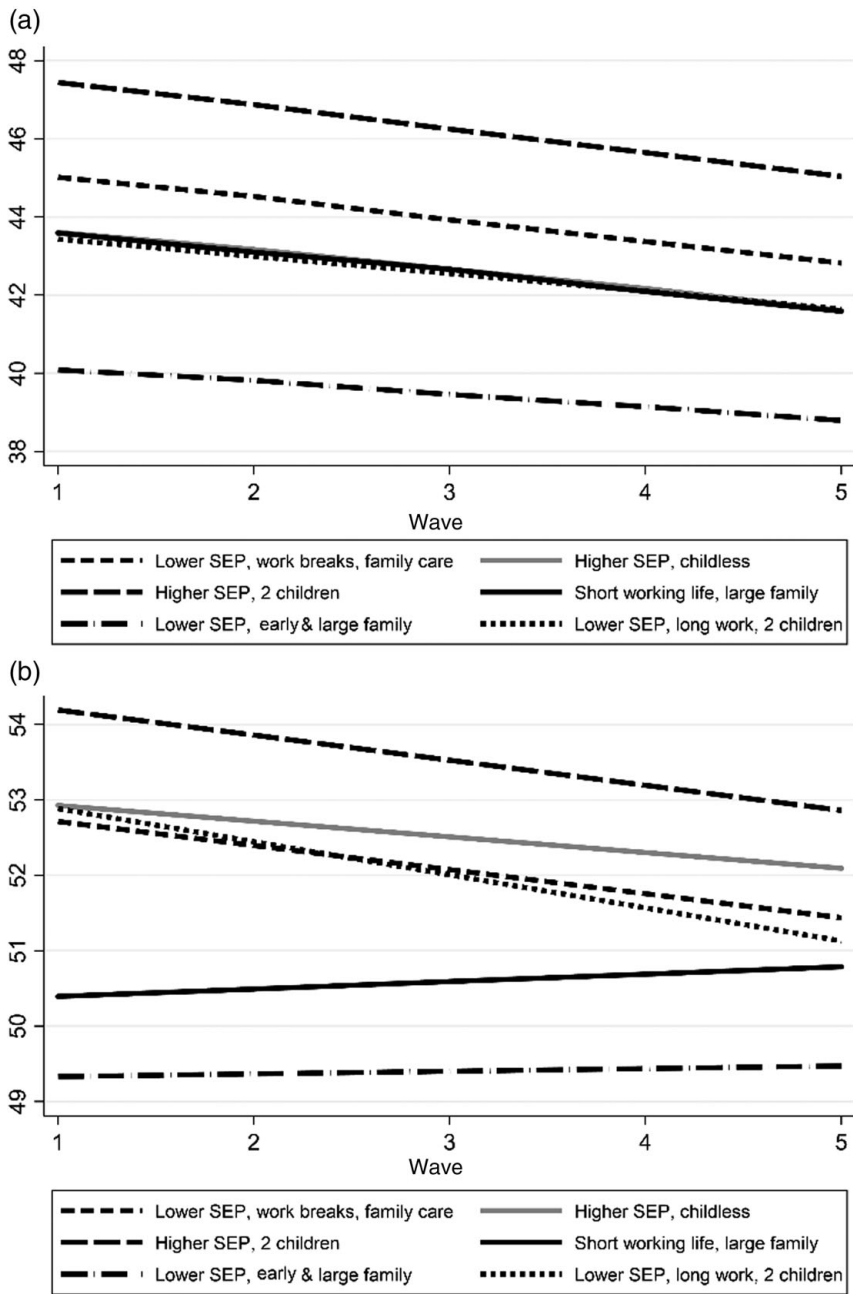 (a)
48
46
44
42
40
38
1 2 3 4 5
Wave
Lower SEP, work breaks, family care Higher SEP, childless
Higher SEP, 2 children Short working life, large family
Lower SEP, early & large family Lower SEP, long work, 2 children
(b)
54
53
52
51
50
49
1 2 3 4 5
Wave
Lower SEP, work breaks, family care Higher SEP, childless
Higher SEP, 2 children Short working life, large family
Lower SEP, early & large family Lower SEP, long work, 2 children